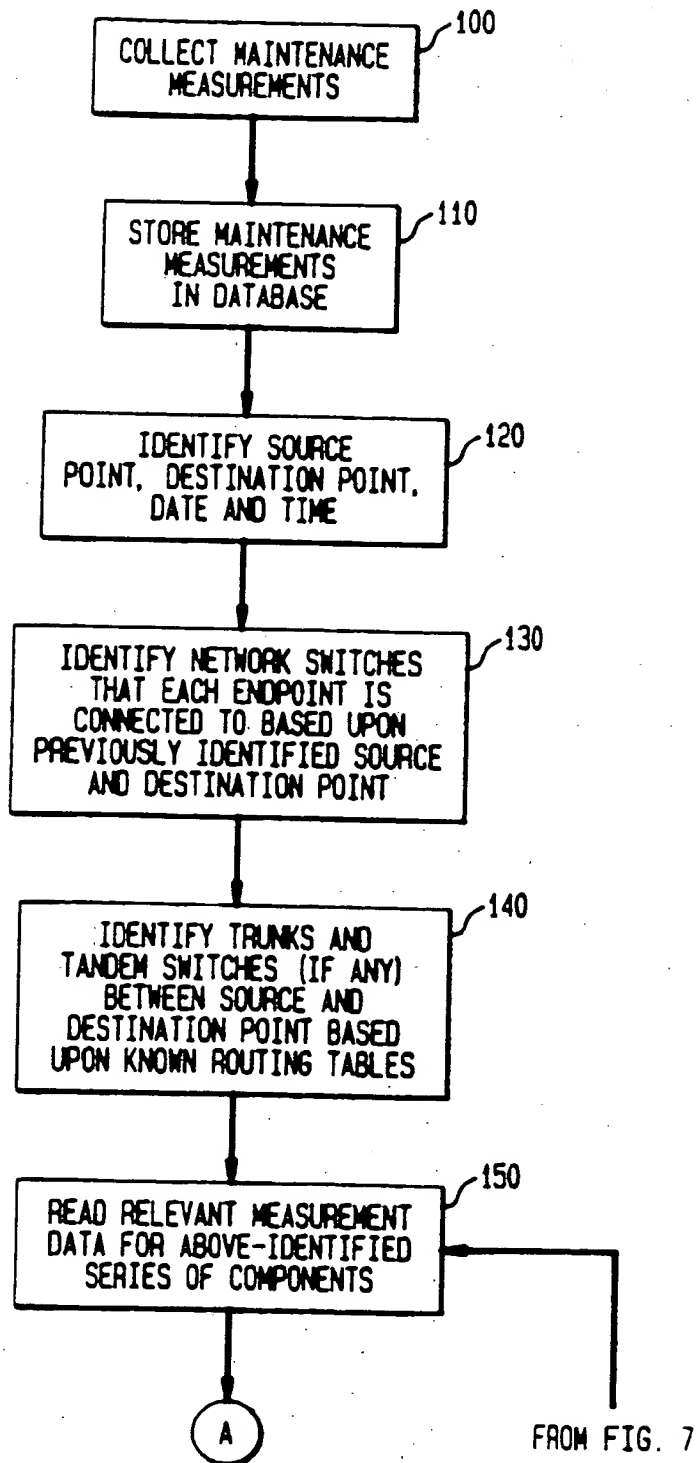 100
COLLECT MAINTENANCE
MEASUREMENTS
110
STORE MAINTENANCE
MEASUREMENTS
IN DATABASE
120
IDENTIFY SOURCE
POINT, DESTINATION POINT,
DATE AND TIME
130
IDENTIFY NETWORK SWITCHES
THAT EACH ENDPOINT IS
CONNECTED TO BASED UPON
PREVIOUSLY IDENTIFIED SOURCE
AND DESTINATION POINT
140
IDENTIFY TRUNKS AND
TANDEM SWITCHES (IF ANY)
BETWEEN SOURCE AND
DESTINATION POINT BASED
UPON KNOWN ROUTING TABLES
150
READ RELEVANT MEASUREMENT
DATA FOR ABOVE-IDENTIFIED
SERIES OF COMPONENTS
A
FROM FIG. 7